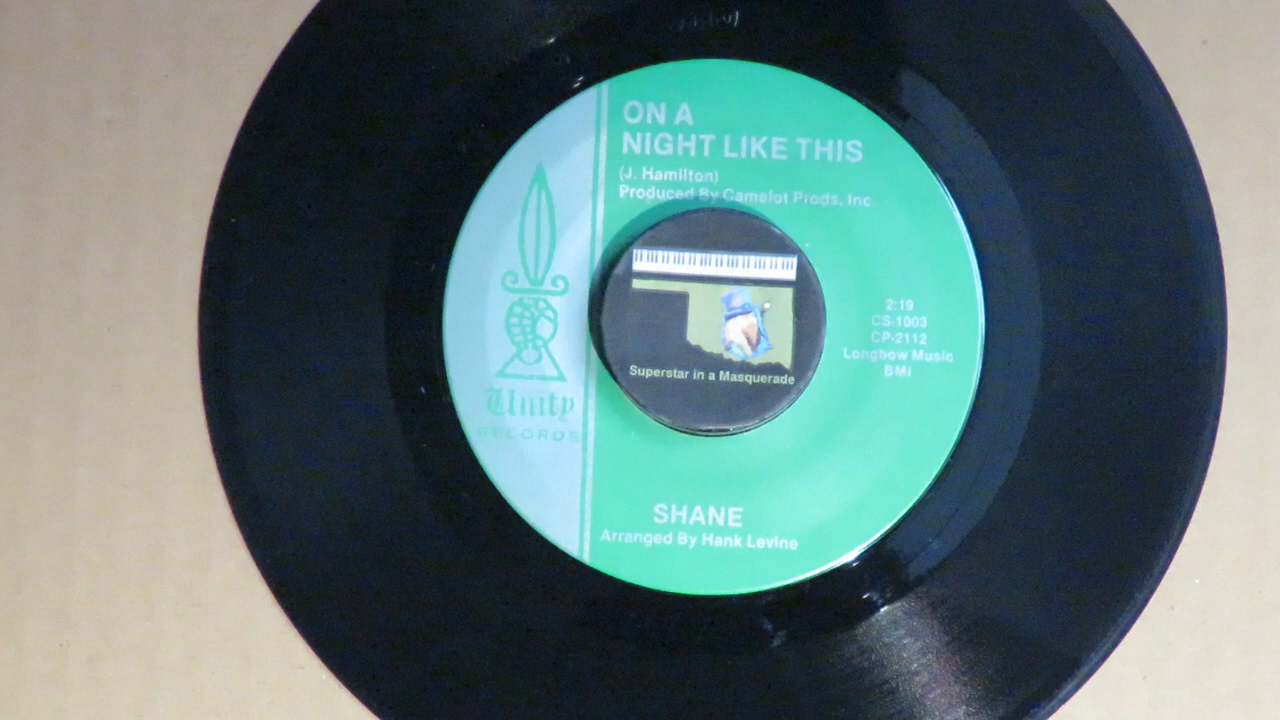 ON A
NIGHT LIKE THIS
(J. Hamilton)
Produced By Camelot Prods. Inc.
2:19
CS-1003
CP-2112
Longbow Music
BMI
Superstar in a Masquerade
Unity
RECORDS
SHANE
Arranged By Hank Levine